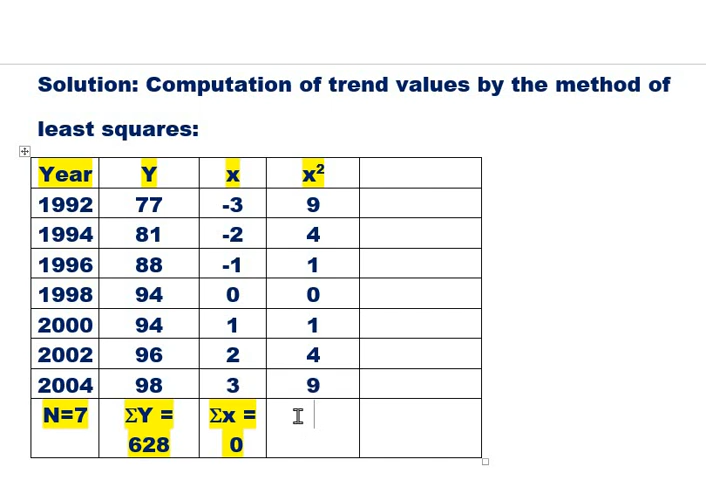 Solution: Computation of trend values by the method of
least squares:
Year Y x x²
1992 77 -3 9
1994 81 -2 4
1996 88 -1 1
1998 94 0 0
2000 94 1 1
2002 96 2 4
2004 98 3 9
N=7 ΣY = Σx =
628 0